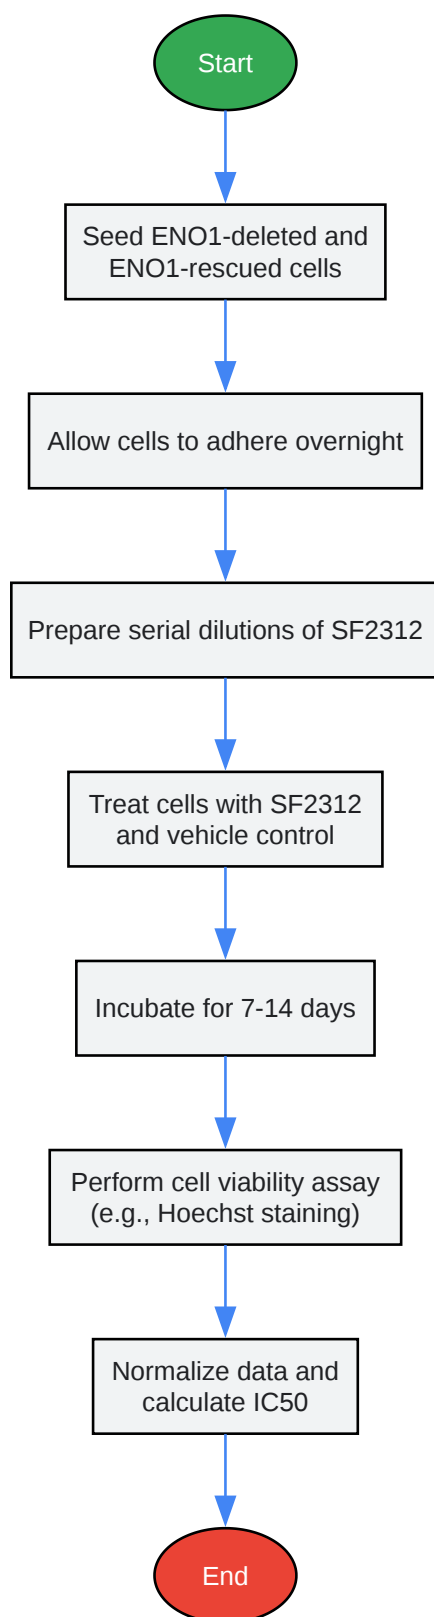 Start
Seed ENO1-deleted and
ENO1-rescued cells
Allow cells to adhere overnight
Prepare serial dilutions of SF2312
Treat cells with SF2312
and vehicle control
Incubate for 7-14 days
Perform cell viability assay
(e.g., Hoechst staining)
Normalize data and
calculate IC50
End